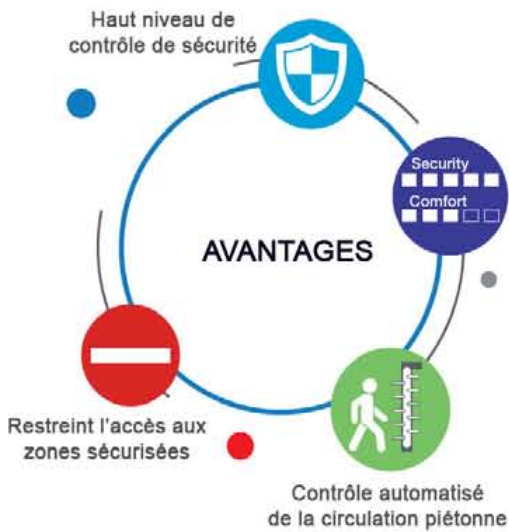 Haut niveau de
contrôle de sécurité
Security
Comfort
AVANTAGES
Restreint l'accès aux
zones sécurisées
Contrôle automatisé
de la circulation piétonne